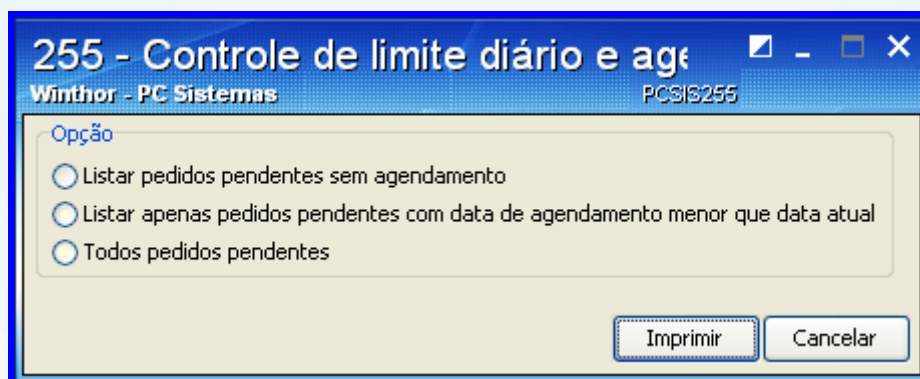 255 - Controle de limite diário e age
Winthor - PC Sistemas PCSIS255
Opção
Listar pedidos pendentes sem agendamento
Listar apenas pedidos pendentes com data de agendamento menor que data atual
Todos pedidos pendentes
Imprimir Cancelar